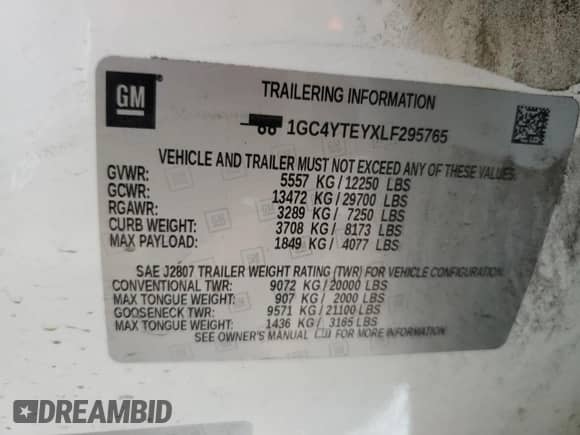 GM
TRAILERING INFORMATION
1GC4YTEYXLF295765
VEHICLE AND TRAILER MUST NOT EXCEED ANY OF THESE VALUES
GVWR: 5557 KG/12250 LBS
GCWR: 13472 KG/29700 LBS
RGAWR: 3289 KG/ 7250 LBS
CURB WEIGHT: 3708 KG/ 8173 LBS
MAX PAYLOAD: 1849 KG/ 4077 LBS
SAE J2807 TRAILER WEIGHT RATING (TWR) FOR VEHICLE CONFIGURATION.
CONVENTIONAL TWR: 9072 KG/20000 LBS
MAX TONGUE WEIGHT: 907 KG/ 2000 LBS
GOOSENECK TWR: 9571 KG/21100 LBS
MAX TONGUE WEIGHT: 1436 KG/ 3165 LBS
SEE OWNER'S MANUAL FOR MORE INFORMATION
DREAMBID